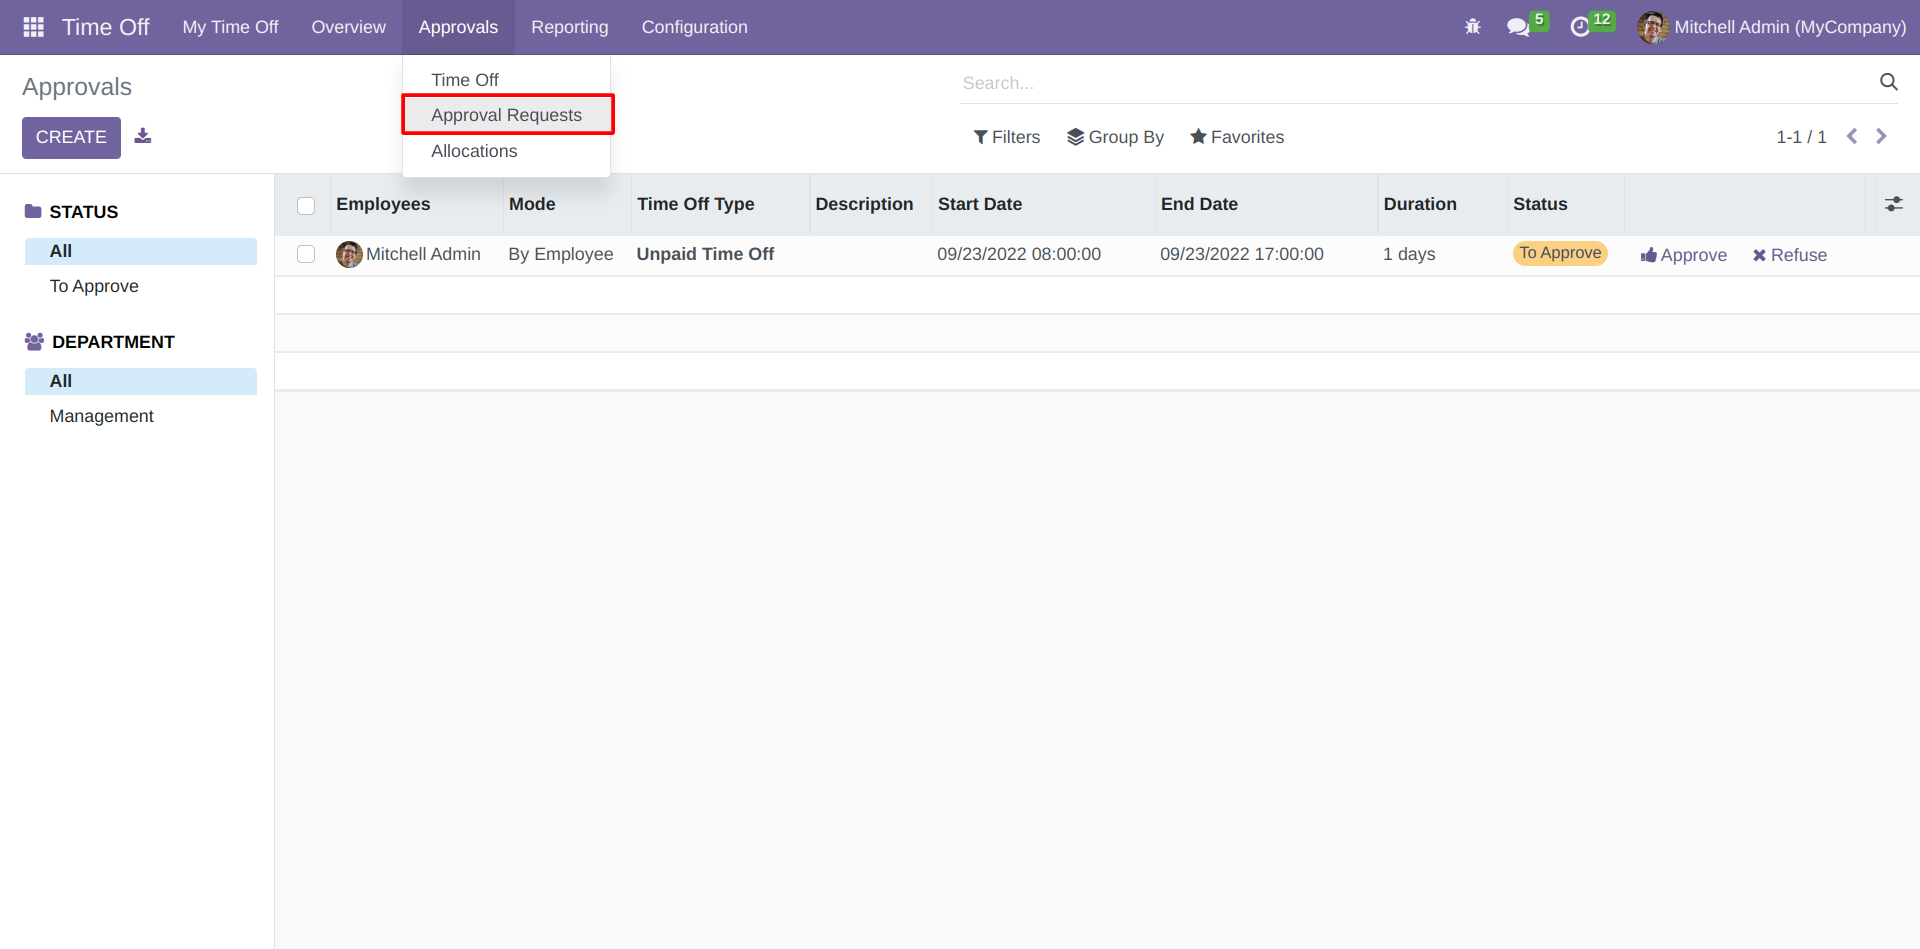 Time Off My Time Off Overview Approvals Reporting Configuration 5 12 Mitchell Admin (MyCompany)
Approvals
Search...
Time Off
Approval Requests
Allocations
CREATE
Filters Group By Favorites 1-1 / 1
STATUS
All
To Approve
DEPARTMENT
All
Management
Employees Mode Time Off Type Description Start Date End Date Duration Status
Mitchell Admin By Employee Unpaid Time Off 09/23/2022 08:00:00 09/23/2022 17:00:00 1 days To Approve Approve Refuse